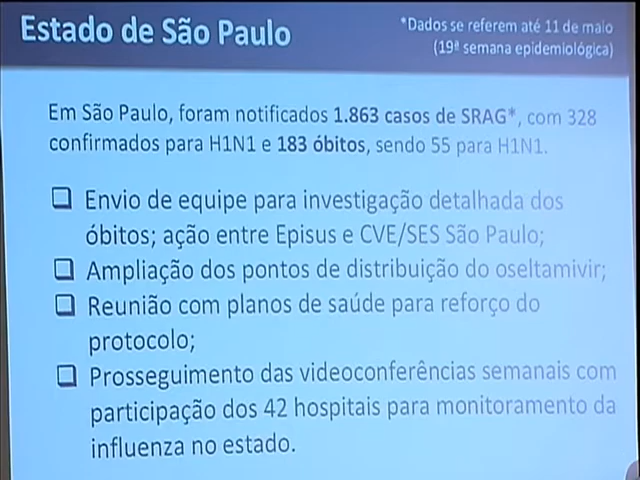 Estado de São Paulo
*Dados se referem até 11 de maio
(19ª semana epidemiológica)
Em São Paulo, foram notificados 1.863 casos de SRAG*, com 328
confirmados para H1N1 e 183 óbitos, sendo 55 para H1N1.
❑ Envio de equipe para investigação detalhada dos
óbitos; ação entre Episus e CVE/SES São Paulo;
❑ Ampliação dos pontos de distribuição do oseltamivir;
❑ Reunião com planos de saúde para reforço do
protocolo;
❑ Prosseguimento das videoconferências semanais com
participação dos 42 hospitais para monitoramento da
influenza no estado.